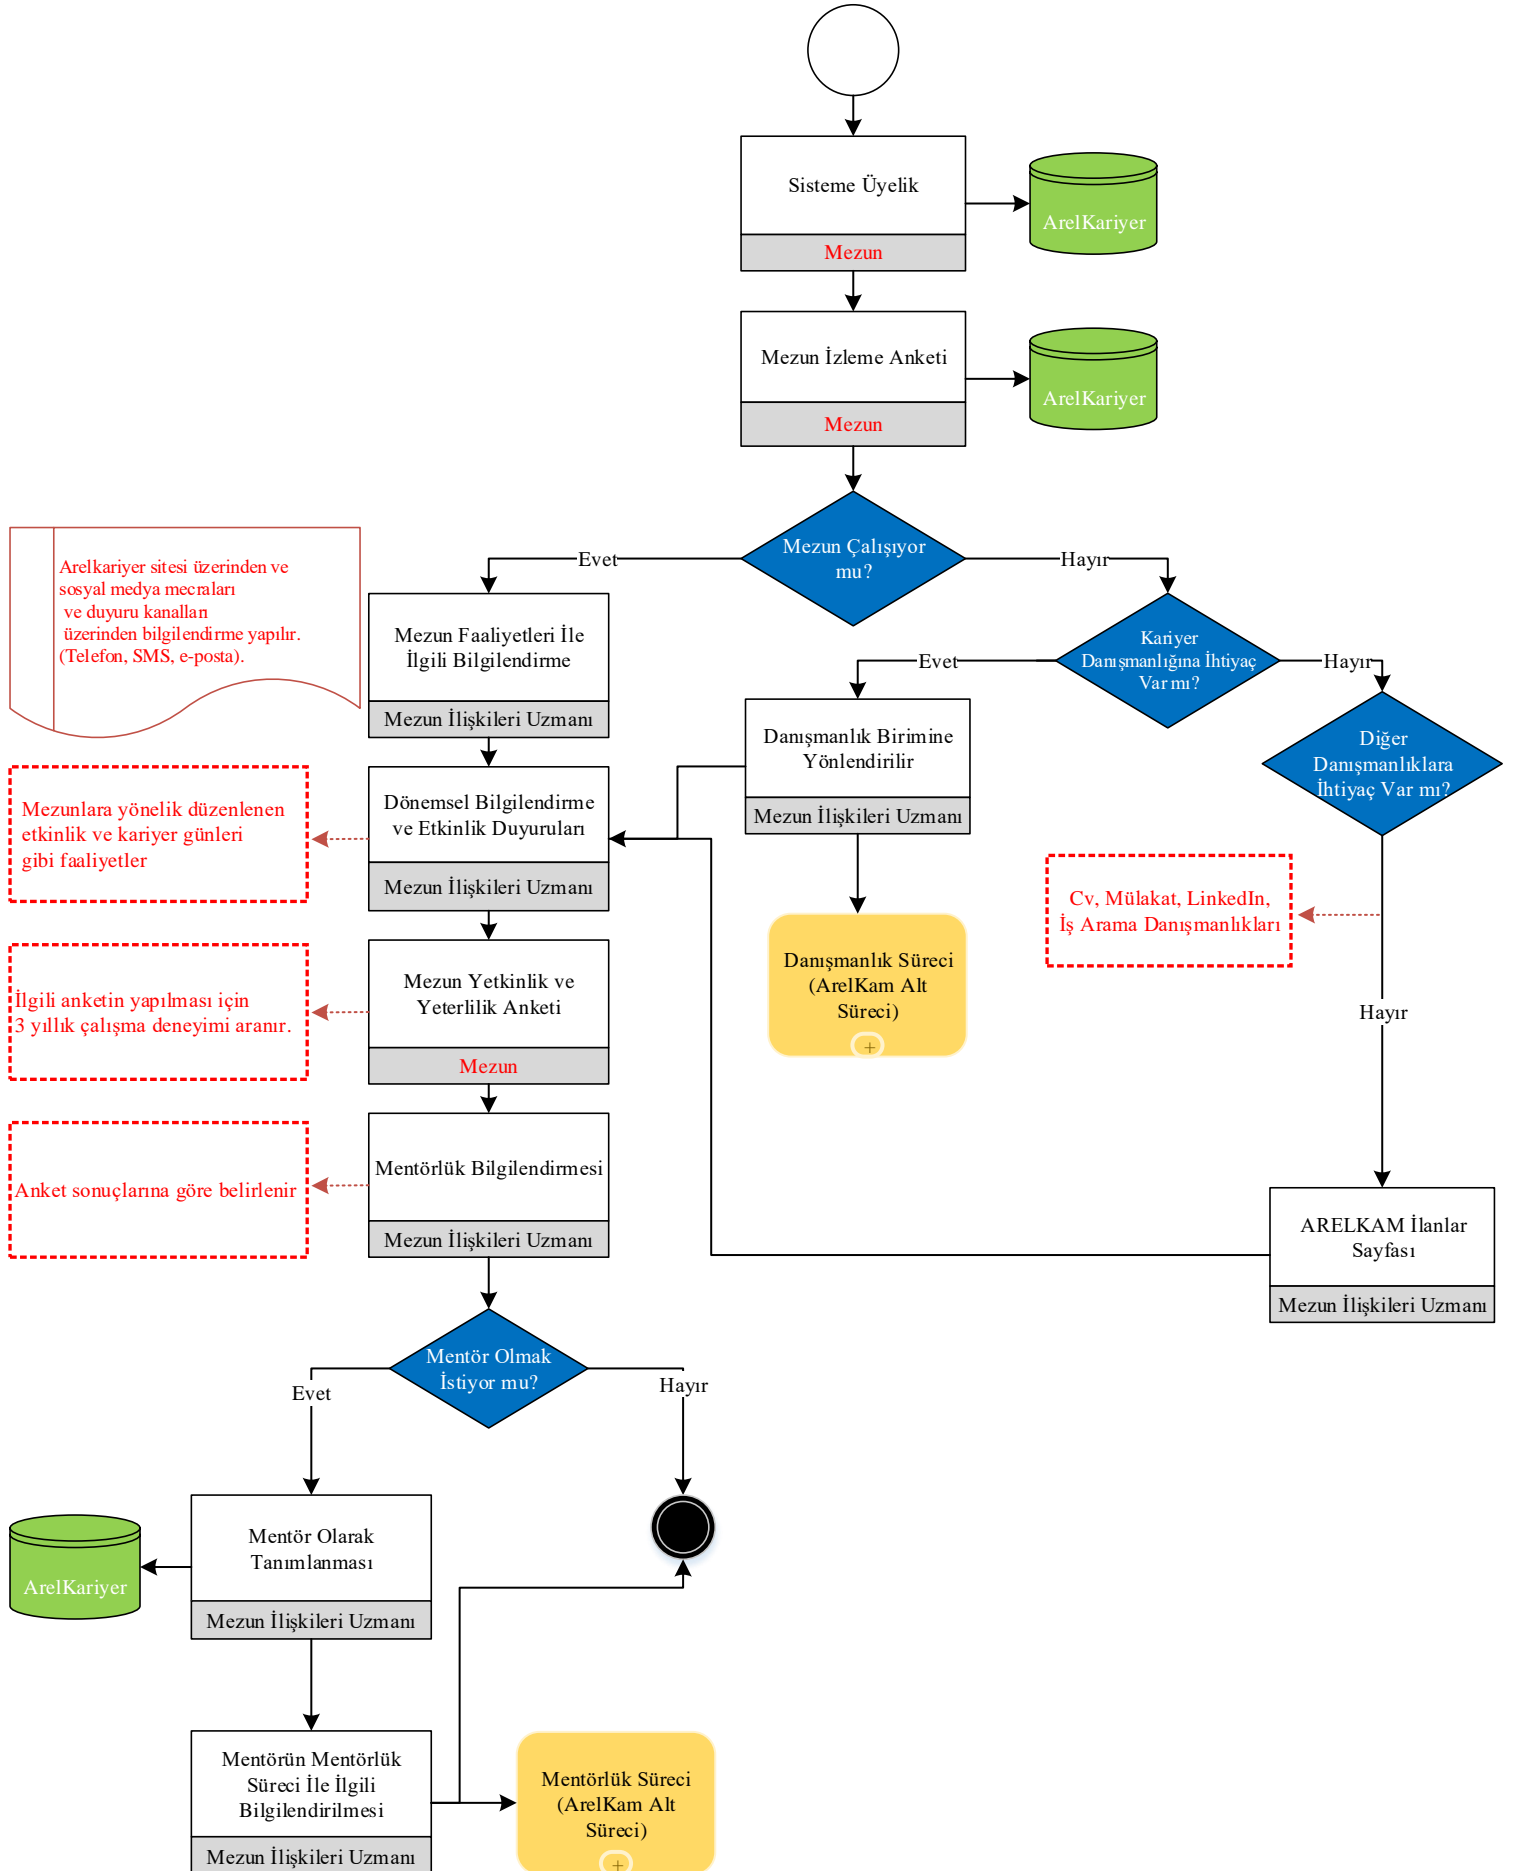 Sisteme Üyelik
Mezun
ArelKariyer
Mezun İzleme Anketi
Mezun
ArelKariyer
Mezun Çalışıyor
mu?
Evet
Hayır
Arelkariyer sitesi üzerinden ve
sosyal medya mecraları
ve duyuru kanalları
üzerinden bilgilendirme yapılır.
(Telefon, SMS, e-posta).
Mezun Faaliyetleri İle
İlgili Bilgilendirme
Mezun İlişkileri Uzmanı
Kariyer
Danışmanlığına İhtiyaç
Var mı?
Evet
Hayır
Danışmanlık Birimine
Yönlendirilir
Mezun İlişkileri Uzmanı
Diğer
Danışmanlıklara
İhtiyaç Var mı?
Mezunlara yönelik düzenlenen
etkinlik ve kariyer günleri
gibi faaliyetler
Dönemsel Bilgilendirme
ve Etkinlik Duyuruları
Mezun İlişkileri Uzmanı
Cv, Mülakat, LinkedIn,
İş Arama Danışmanlıkları
Danışmanlık Süreci
(ArelKam Alt
Süreci)
+
Hayır
İlgili anketin yapılması için
3 yıllık çalışma deneyimi aranır.
Mezun Yetkinlik ve
Yeterlilik Anketi
Mezun
Anket sonuçlarına göre belirlenir
Mentörlük Bilgilendirmesi
Mezun İlişkileri Uzmanı
ARELKAM İlanlar
Sayfası
Mezun İlişkileri Uzmanı
Mentör Olmak
İstiyor mu?
Evet
Hayır
Mentör Olarak
Tanımlanması
Mezun İlişkileri Uzmanı
ArelKariyer
Mentörün Mentörlük
Süreci İle İlgili
Bilgilendirilmesi
Mezun İlişkileri Uzmanı
Mentörlük Süreci
(ArelKam Alt
Süreci)
+